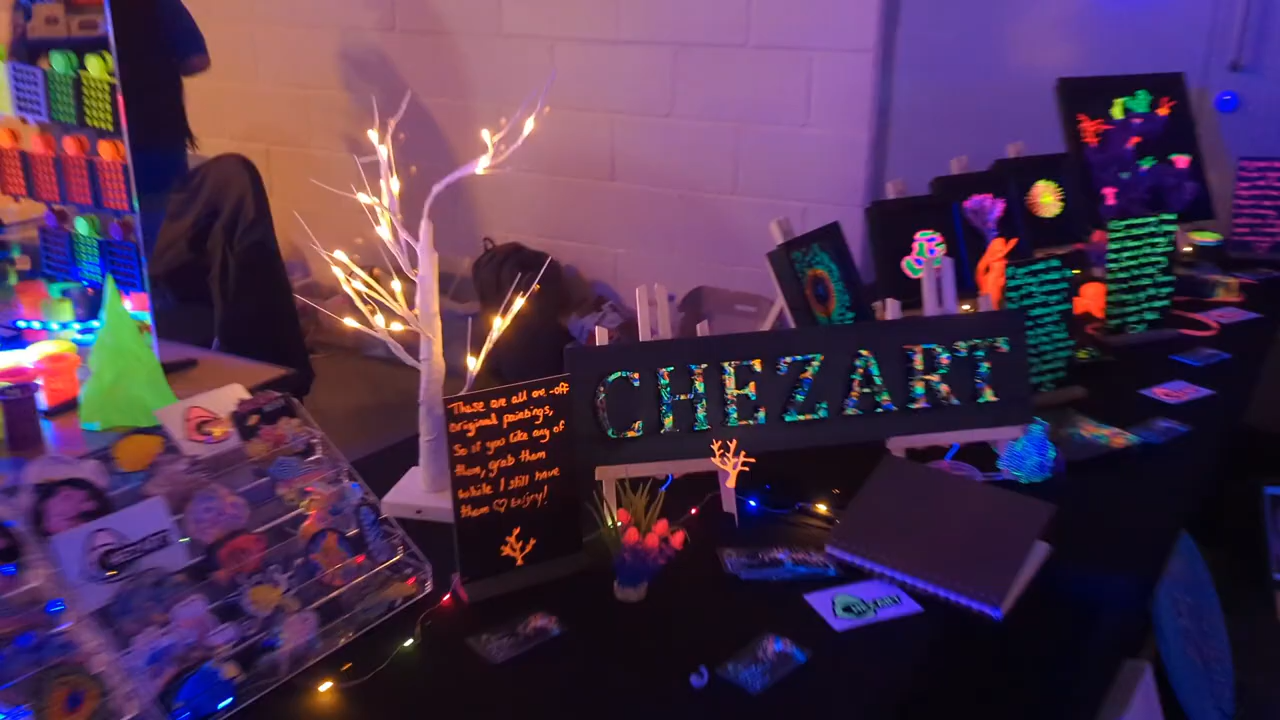 These are all one-off
original paintings,
So if you like any of
them, grab them
while I still have
them ♡ Enjoy!
CHEZART